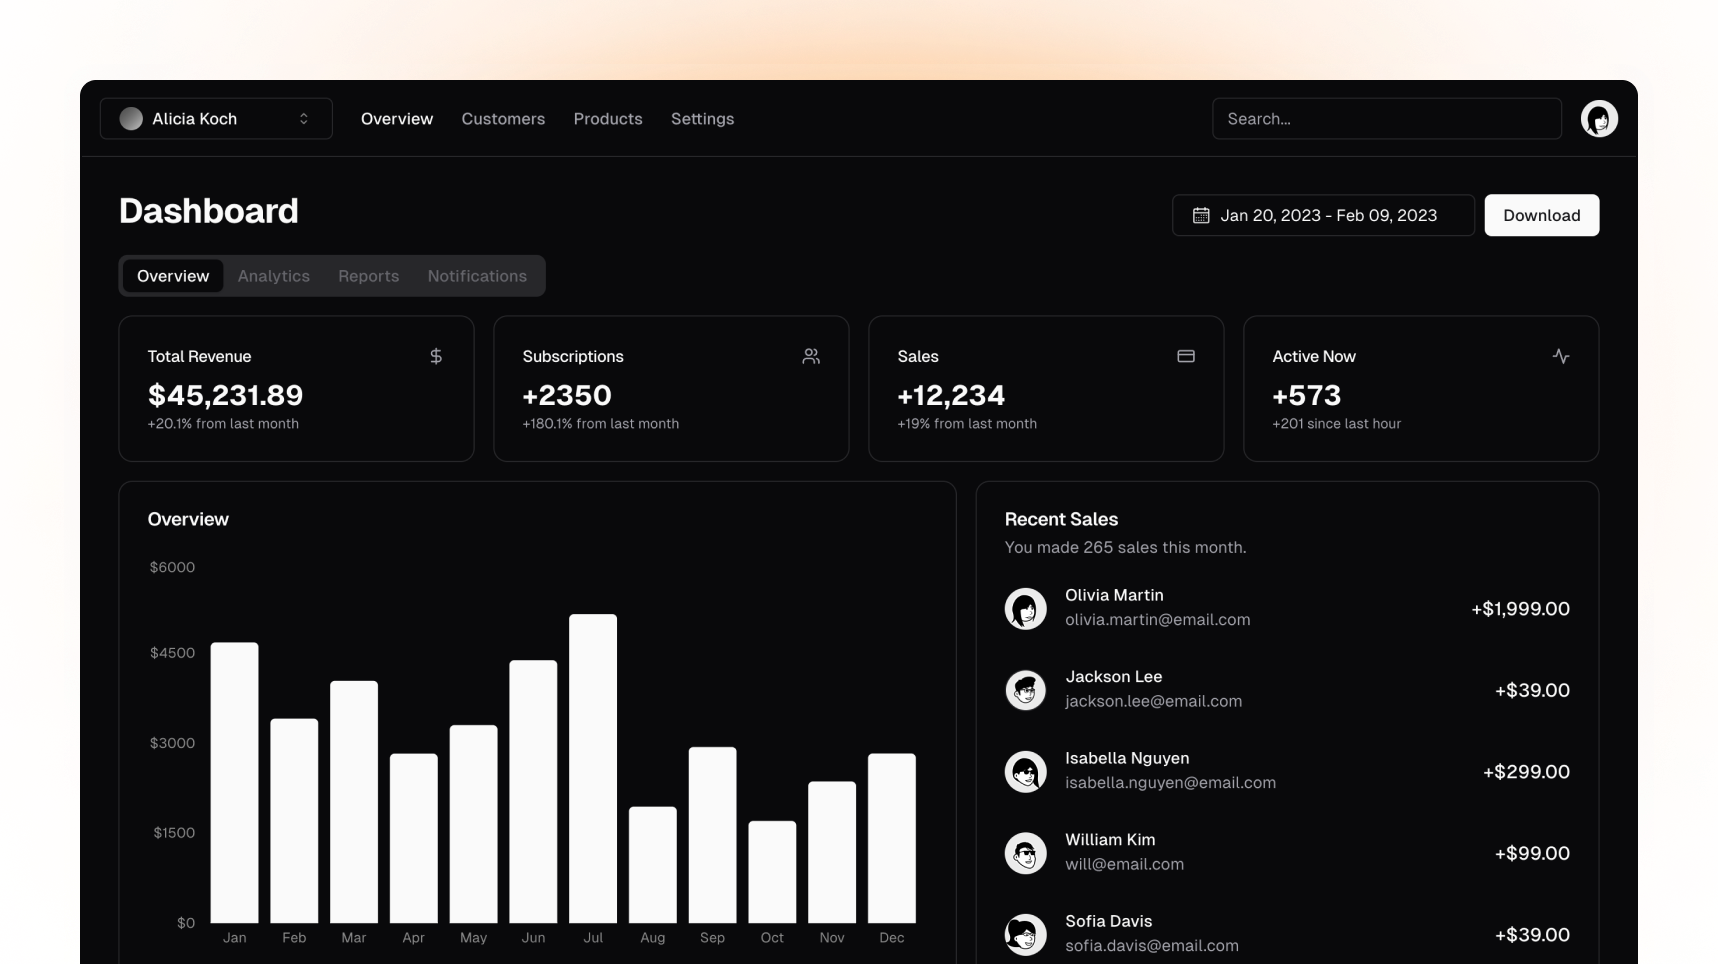 Alicia Koch
Overview Customers Products Settings
Search...
Dashboard
Jan 20, 2023 - Feb 09, 2023
Download
Overview Analytics Reports Notifications
Total Revenue
$45,231.89
+20.1% from last month
Subscriptions
+2350
+180.1% from last month
Sales
+12,234
+19% from last month
Active Now
+573
+201 since last hour
Overview
$6000
$4500
$3000
$1500
$0
Jan Feb Mar Apr May Jun Jul Aug Sep Oct Nov Dec
Recent Sales
You made 265 sales this month.
Olivia Martin
olivia.martin@email.com
+$1,999.00
Jackson Lee
jackson.lee@email.com
+$39.00
Isabella Nguyen
isabella.nguyen@email.com
+$299.00
William Kim
will@email.com
+$99.00
Sofia Davis
sofia.davis@email.com
+$39.00